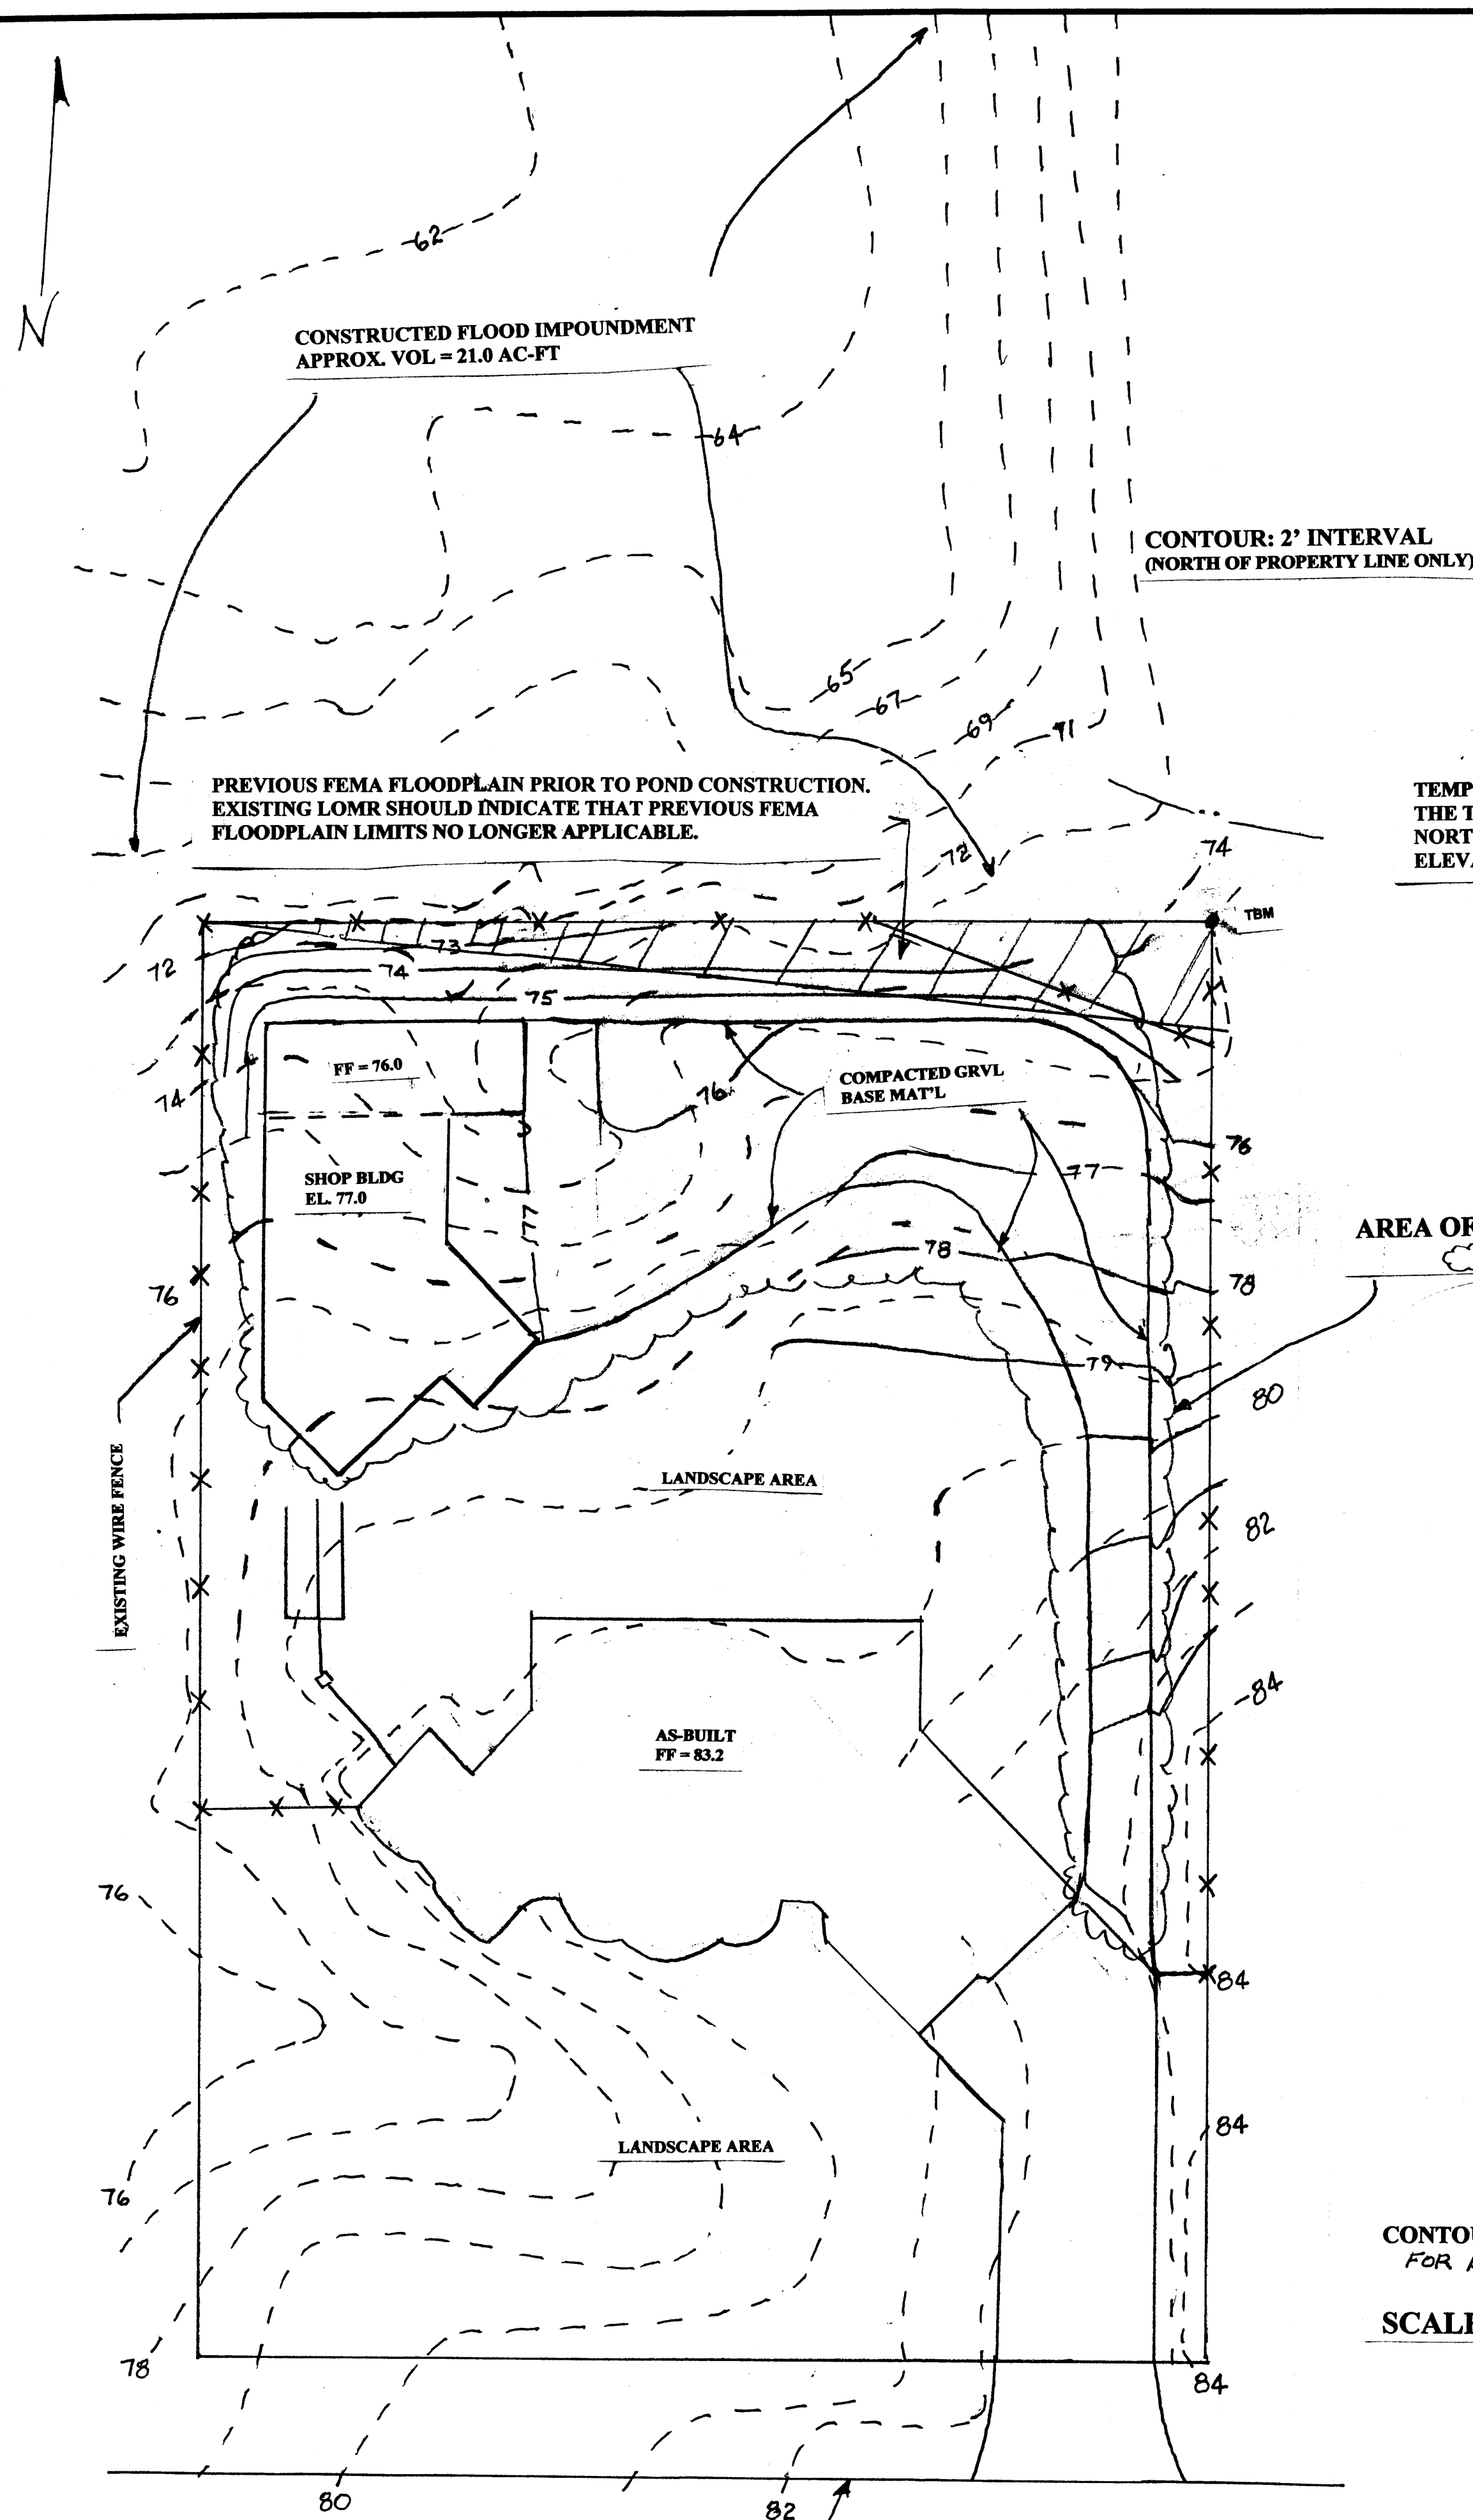 N
62
CONSTRUCTED FLOOD IMPOUNDMENT
APPROX. VOL = 21.0 AC-FT
64
CONTOUR: 2' INTERVAL
(NORTH OF PROPERTY LINE ONLY)
65
67
69
71
PREVIOUS FEMA FLOODPLAIN PRIOR TO POND CONSTRUCTION.
EXISTING LOMR SHOULD INDICATE THAT PREVIOUS FEMA
FLOODPLAIN LIMITS NO LONGER APPLICABLE.
TEMP
THE T
NORT
ELEVA
72
74
TBM
72
73
74
75
FF = 76.0
COMPACTED GRVL
BASE MAT'L
74
76
76
77
SHOP BLDG
EL. 77.0
77
AREA OF
78
78
76
79
80
EXISTING WIRE FENCE
LANDSCAPE AREA
82
84
AS-BUILT
FF = 83.2
76
84
84
LANDSCAPE AREA
76
CONTOU
FOR A
SCALE
78
84
80
82